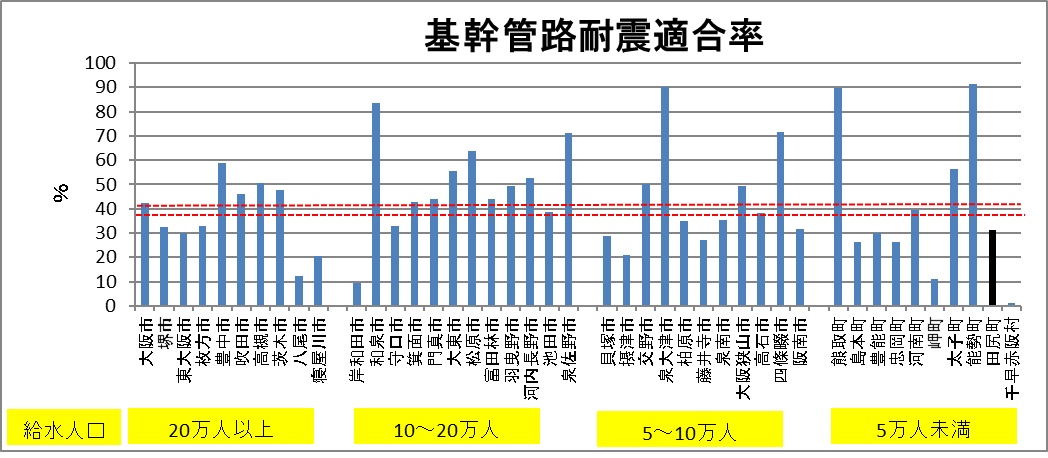 基幹管路耐震適合率
%
100
90
80
70
60
50
40
30
20
10
0
大阪市
堺市
東大阪市
枚方市
豊中市
吹田市
高槻市
茨木市
八尾市
寝屋川市
岸和田市
和泉市
守口市
箕面市
門真市
大東市
松原市
富田林市
羽曳野市
河内長野市
池田市
泉佐野市
貝塚市
摂津市
交野市
泉大津市
柏原市
藤井寺市
泉南市
大阪狭山市
高石市
四條畷市
阪南市
熊取町
島本町
豊能町
忠岡町
河南町
岬町
太子町
能勢町
田尻町
千早赤阪村
給水人口
20万人以上
10～20万人
5～10万人
5万人未満